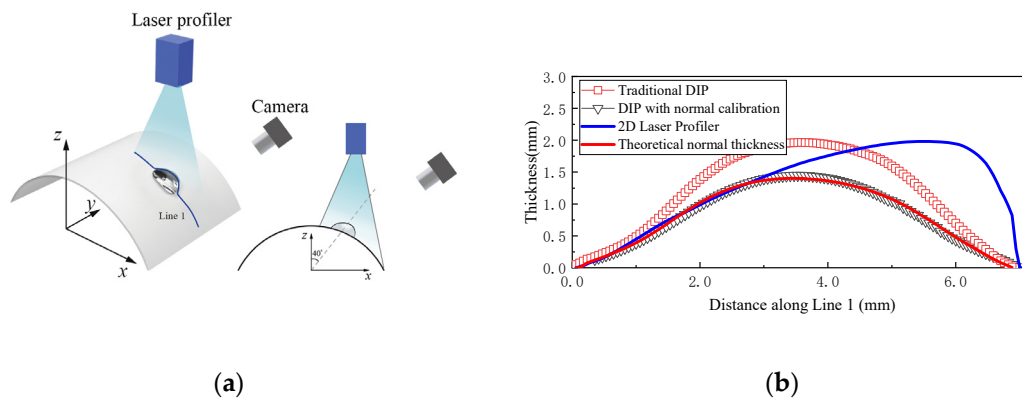 Laser profiler
Camera
z
y
x
Line 1
z
40°
x
(a)
3.0
2.5
2.0
1.5
1.0
0.5
0.0
Thickness(mm)
Traditional DIP
DIP with normal calibration
2D Laser Profiler
Theoretical normal thickness
0.0
2.0
4.0
6.0
Distance along Line 1 (mm)
(b)